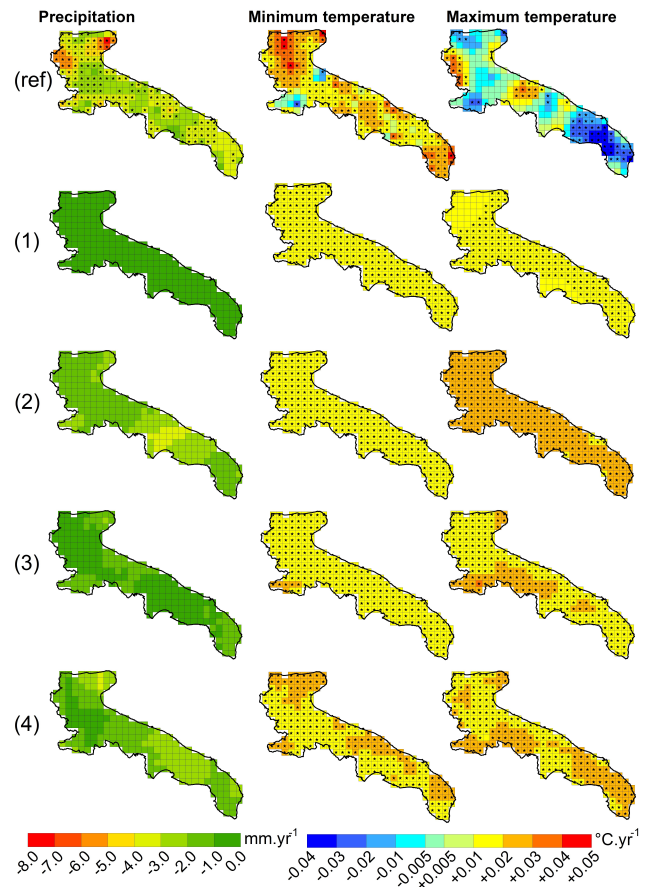 Precipitation Minimum temperature Maximum temperature
(ref)
(1)
(2)
(3)
(4)
mm.yr-1 °C.yr-1
-8.0 -7.0 -6.0 -5.0 -4.0 -3.0 -2.0 -1.0 0.0 -0.04 -0.03 -0.02 -0.01 -0.005 +0.005 +0.01 +0.02 +0.03 +0.04 +0.05